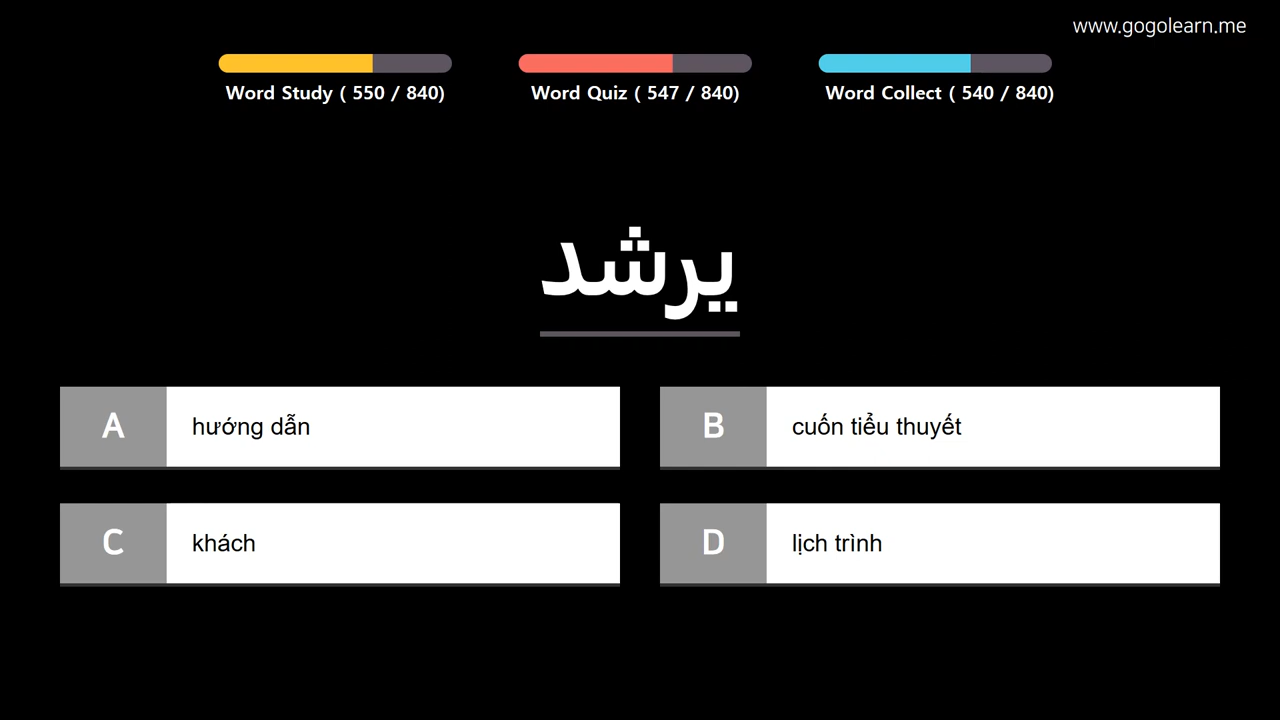 www.gogolearn.me
Word Study ( 550 / 840)
Word Quiz ( 547 / 840)
Word Collect ( 540 / 840)
يرشد
A
hướng dẫn
B
cuốn tiểu thuyết
C
khách
D
lịch trình